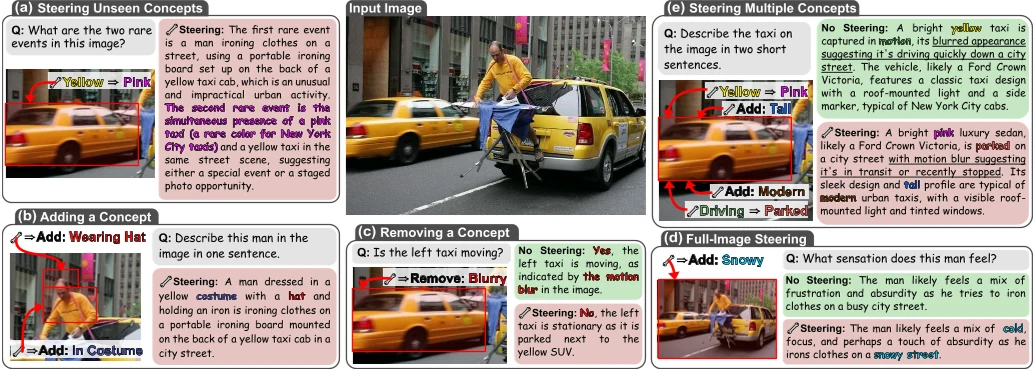 (a) Steering Unseen Concepts
Q: What are the two rare
events in this image?
Yellow ⇒ Pink
Steering: The first rare event
is a man ironing clothes on a
street, using a portable ironing
board set up on the back of a
yellow taxi cab, which is an unusual
and impractical urban activity.
The second rare event is the
simultaneous presence of a pink
taxi (a rare color for New York
City taxis) and a yellow taxi in the
same street scene, suggesting
either a special event or a staged
photo opportunity.
(b) Adding a Concept
⇒Add: Wearing Hat
⇒Add: In Costume
Q: Describe this man in the
image in one sentence.
Steering: A man dressed in a
yellow costume with a hat and
holding an iron is ironing clothes on
a portable ironing board mounted
on the back of a yellow taxi cab in a
city street.
Input Image
(c) Removing a Concept
Q: Is the left taxi moving?
⇒Remove: Blurry
No Steering: Yes, the
left taxi is moving, as
indicated by the motion
blur in the image.
Steering: No, the left
taxi is stationary as it is
parked next to the
yellow SUV.
(e) Steering Multiple Concepts
Q: Describe the taxi on
the image in two short
sentences.
Yellow ⇒ Pink
⇒ Add: Tall
⇒ Add: Modern
Driving ⇒ Parked
No Steering: A bright yellow taxi is
captured in motion, its blurred appearance
suggesting it's driving quickly down a city
street. The vehicle, likely a Ford Crown
Victoria, features a classic taxi design
with a roof-mounted light and a side
marker, typical of New York City cabs.
Steering: A bright pink luxury sedan,
likely a Ford Crown Victoria, is parked on
a city street with motion blur suggesting
it's in transit or recently stopped. Its
sleek design and tall profile are typical of
modern urban taxis, with a visible roof-
mounted light and tinted windows.
(d) Full-Image Steering
⇒Add: Snowy
Q: What sensation does this man feel?
No Steering: The man likely feels a mix of
frustration and absurdity as he tries to iron
clothes on a busy city street.
Steering: The man likely feels a mix of cold,
focus, and perhaps a touch of absurdity as he
irons clothes on a snowy street.